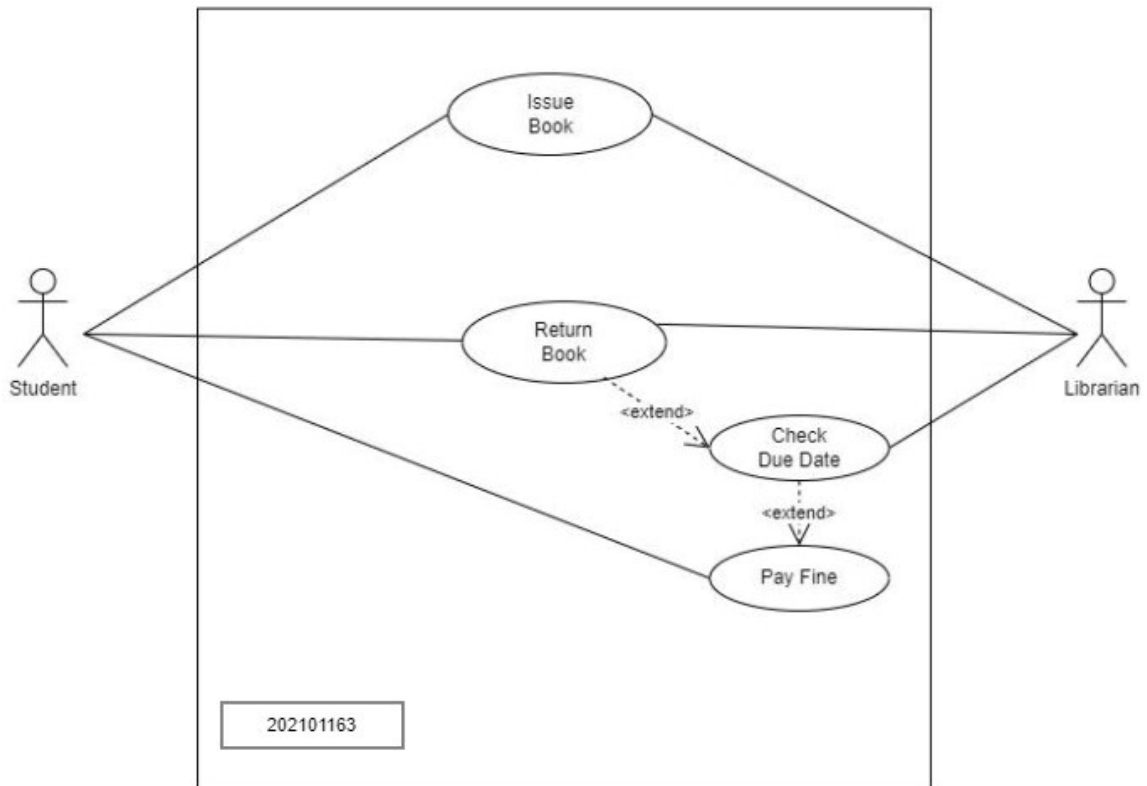 Issue
Book
Student
Return
Book
Librarian
<extend>
Check
Due Date
<extend>
Pay Fine
202101163